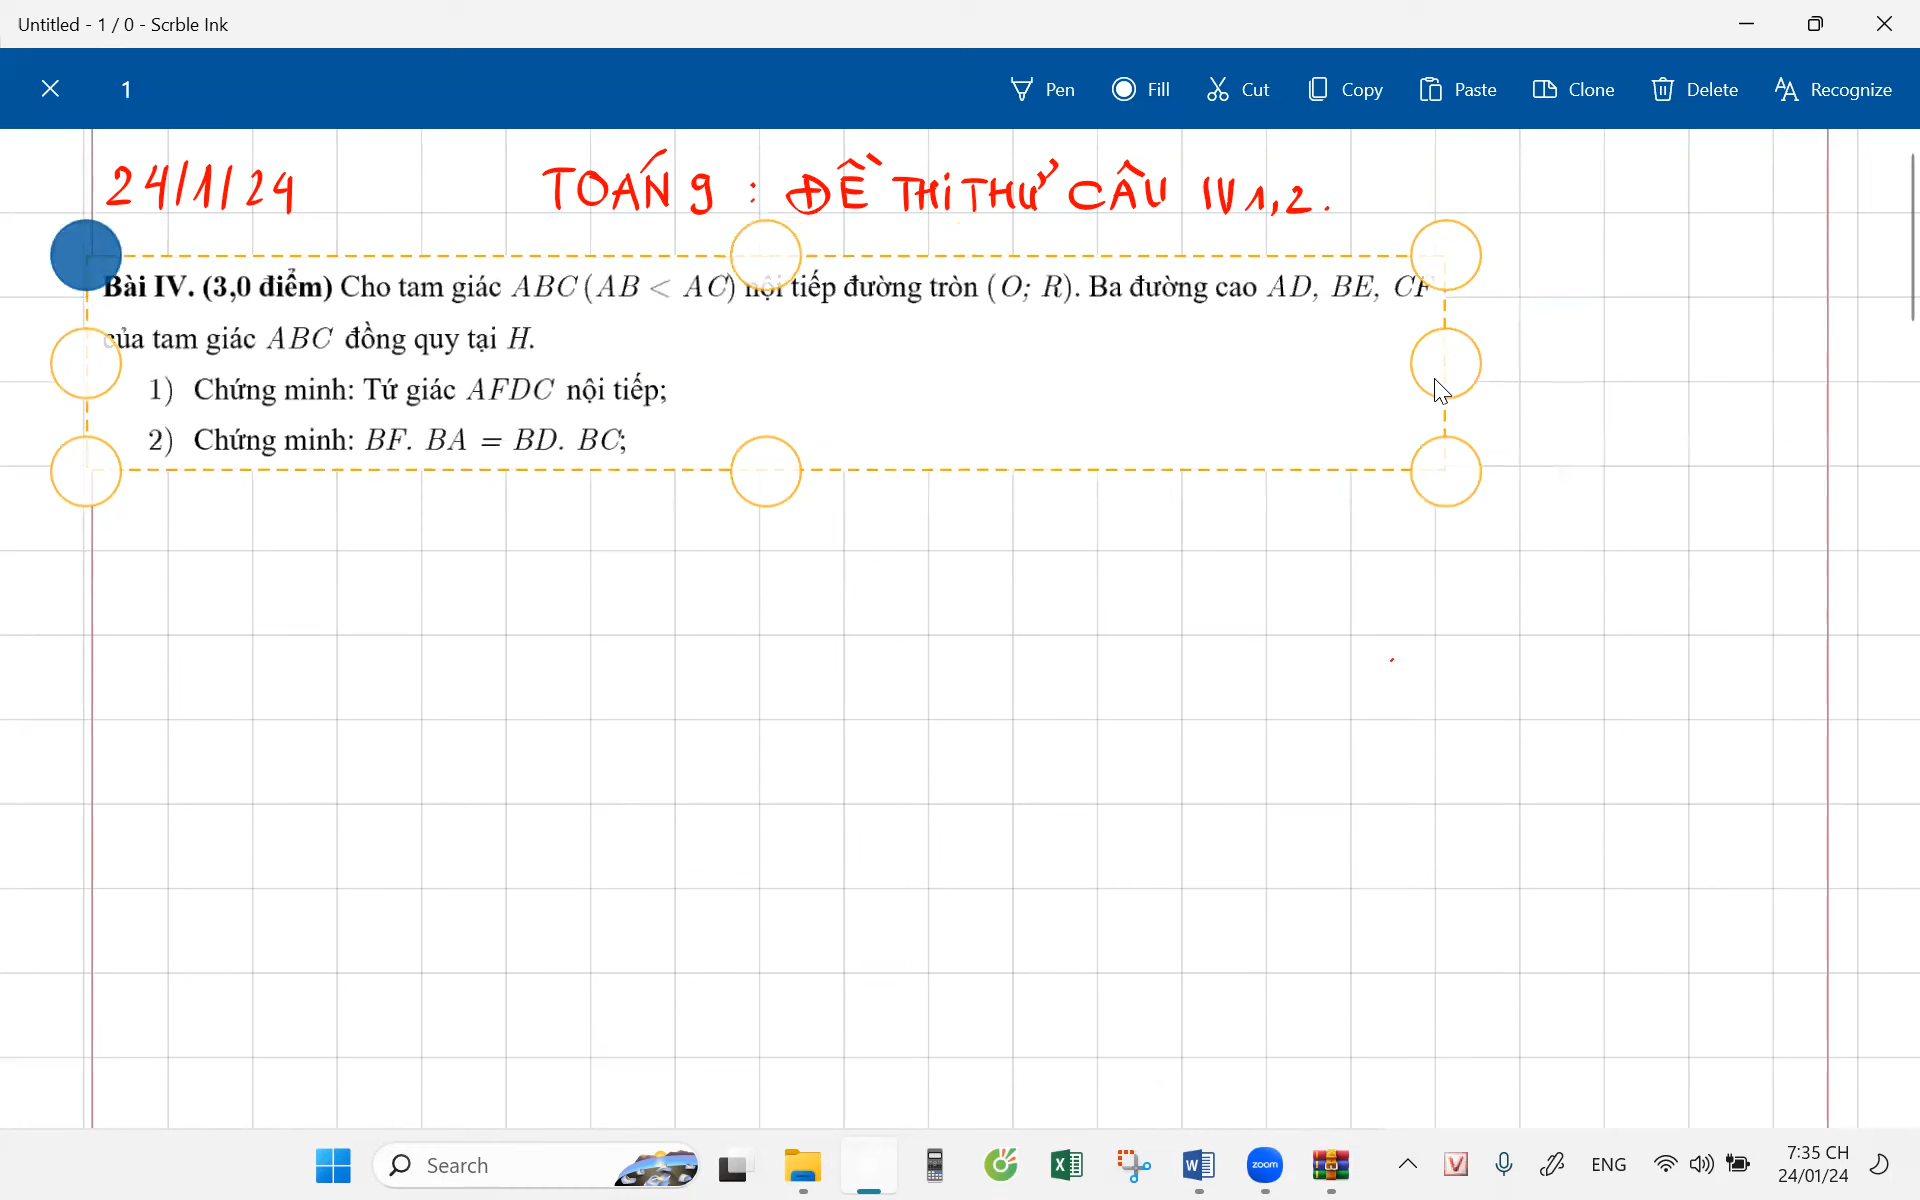 Untitled - 1 / 0 - Scrble Ink
1
Pen
Fill
Cut
Copy
Paste
Clone
Delete
Recognize
24/1/24
TOÁN 9 : ĐỀ THI THỬ CÂU IV 1,2.
Bài IV. (3,0 điểm) Cho tam giác ABC (AB < AC) nội tiếp đường tròn (O; R). Ba đường cao AD, BE, CF
của tam giác ABC đồng quy tại H.
1) Chứng minh: Tứ giác AFDC nội tiếp;
2) Chứng minh: BF. BA = BD. BC;
Search
zoom
ENG
7:35 CH
24/01/24